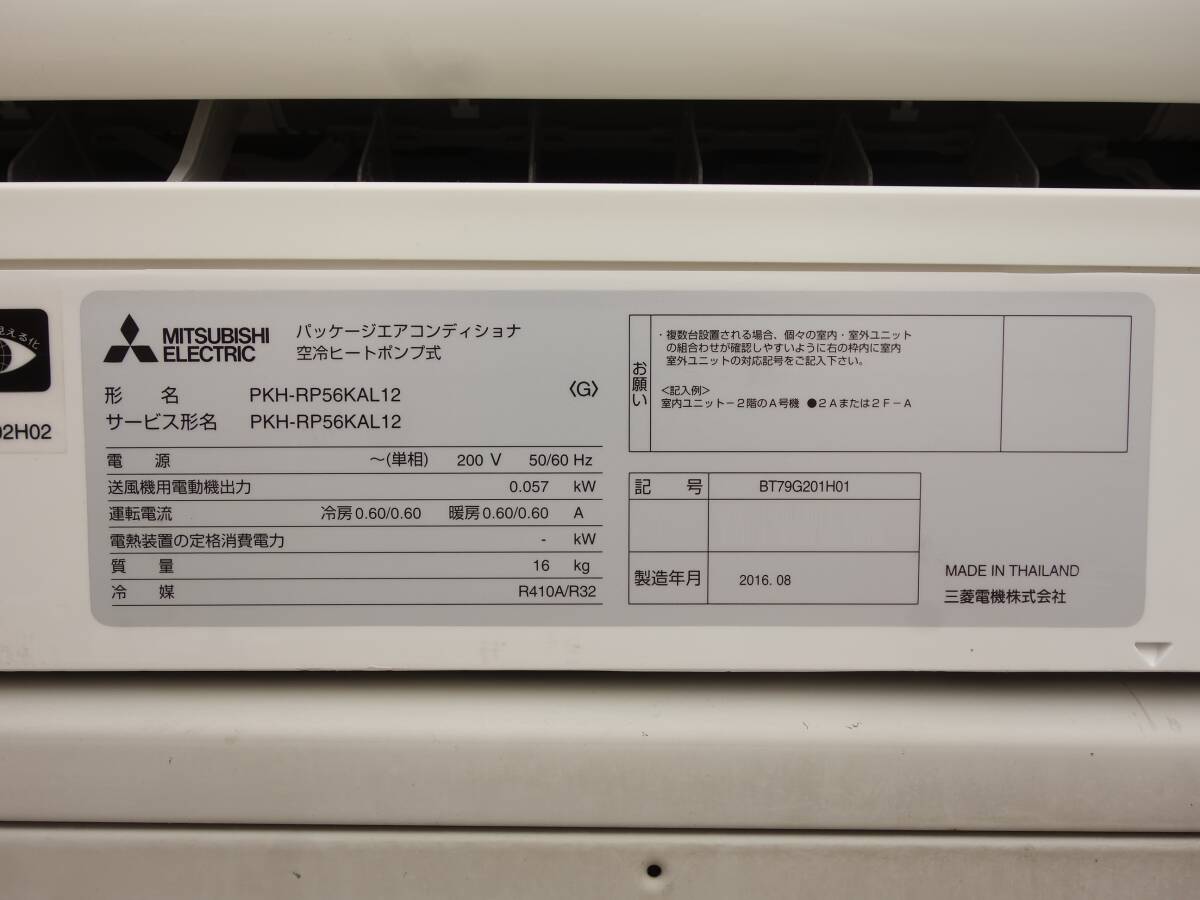 える化
02H02
MITSUBISHI
ELECTRIC
パッケージエアコンディショナ
空冷ヒートポンプ式
形 名 PKH-RP56KAL12 〈G〉
サービス形名 PKH-RP56KAL12
電 源 ～(単相) 200 V 50/60 Hz
送風機用電動機出力 0.057 kW
運転電流 冷房0.60/0.60 暖房0.60/0.60 A
電熱装置の定格消費電力 - kW
質 量 16 kg
冷 媒 R410A/R32
お願い
・複数台設置される場合、個々の室内・室外ユニット
の組合わせが確認しやすいように右の枠内に室内
室外ユニットの対応記号をご記入下さい。
＜記入例＞
室内ユニット－2階のA号機 ●2Aまたは2F－A
記 号 BT79G201H01
製造年月 2016. 08
MADE IN THAILAND
三菱電機株式会社